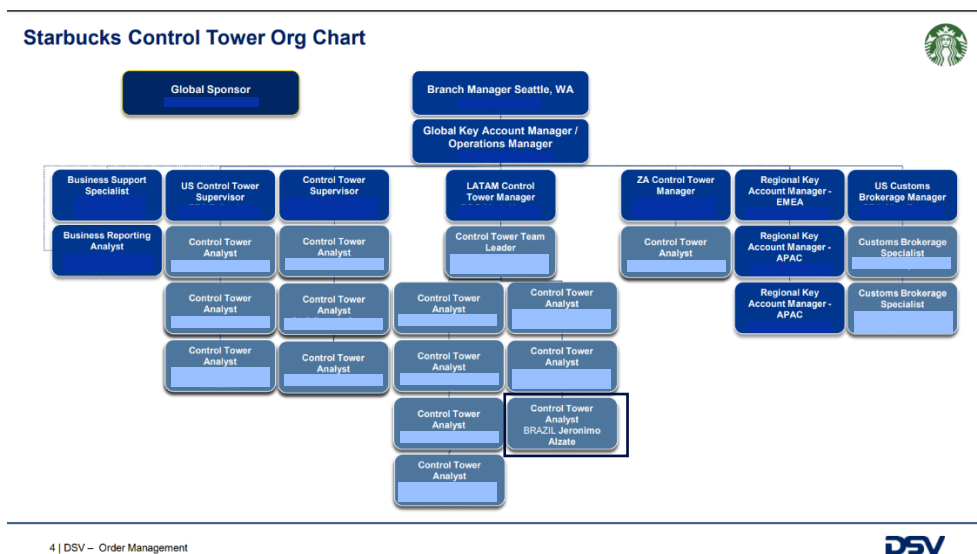 Starbucks Control Tower Org Chart
Global Sponsor
Branch Manager Seattle, WA
Global Key Account Manager /
Operations Manager
Business Support
Specialist
US Control Tower
Supervisor
Control Tower
Supervisor
LATAM Control
Tower Manager
ZA Control Tower
Manager
Regional Key
Account Manager -
EMEA
US Customs
Brokerage Manager
Business Reporting
Analyst
Control Tower
Analyst
Control Tower
Analyst
Control Tower Team
Leader
Control Tower
Analyst
Regional Key
Account Manager -
APAC
Customs Brokerage
Specialist
Control Tower
Analyst
Control Tower
Analyst
Control Tower
Analyst
Control Tower
Analyst
Regional Key
Account Manager -
APAC
Customs Brokerage
Specialist
Control Tower
Analyst
Control Tower
Analyst
Control Tower
Analyst
Control Tower
Analyst
Control Tower
Analyst
Control Tower
Analyst
BRAZIL Jeronimo
Alzate
Control Tower
Analyst
4 | DSV – Order Management
DSV